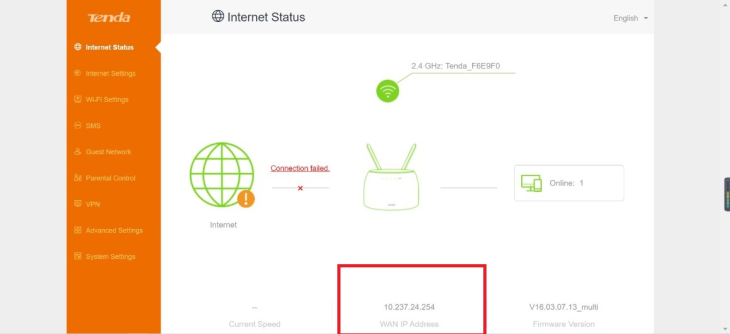 Tenda
Internet Status
English
Internet Status
Internet Settings
Wi-Fi Settings
SMS
Guest Network
Parental Control
VPN
Advanced Settings
System Settings
2.4 GHz: Tenda_F6E9F0
Connection failed.
Internet
Online: 1
--
Current Speed
10.237.24.254
WAN IP Address
V16.03.07.13_multi
Firmware Version